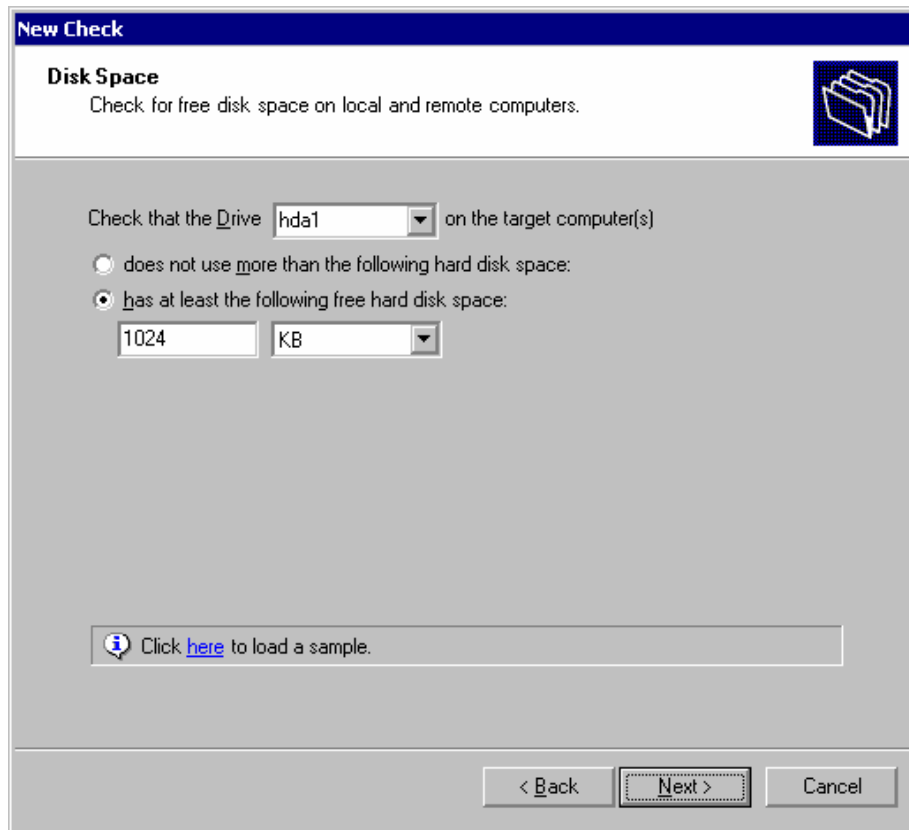 New Check
Disk Space
Check for free disk space on local and remote computers.
Check that the Drive hda1 on the target computer(s)
does not use more than the following hard disk space:
has at least the following free hard disk space:
1024 KB
Click here to load a sample.
< Back Next > Cancel